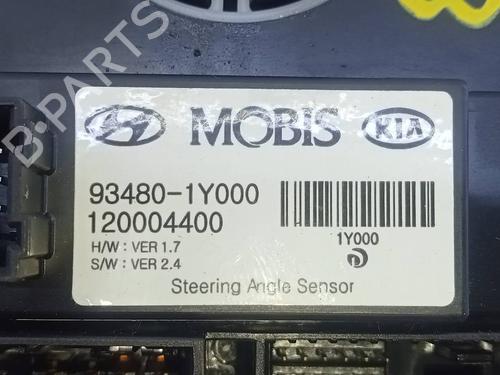 MOBIS KIA
93480-1Y000
120004400
H/W : VER 1.7
S/W : VER 2.4
1Y000
Steering Angle Sensor
B-PARTS